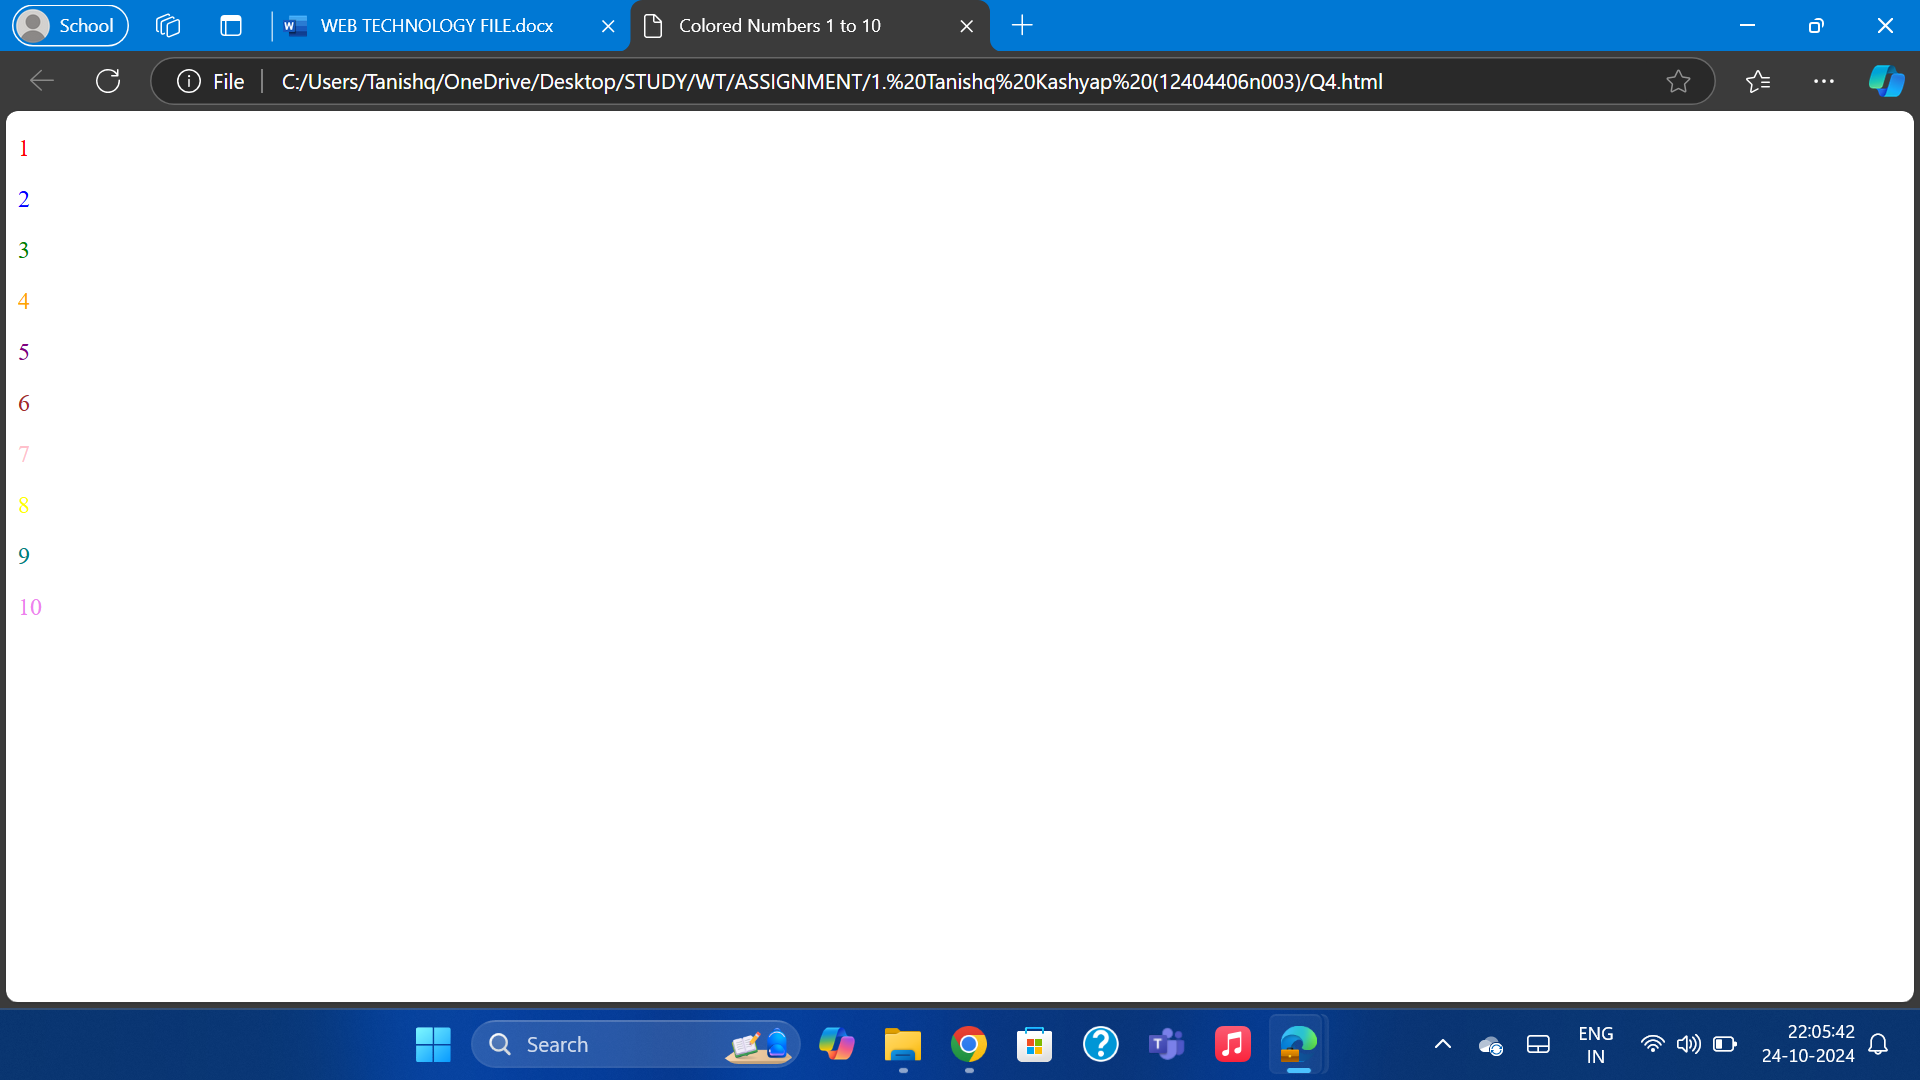 School
WEB TECHNOLOGY FILE.docx
Colored Numbers 1 to 10
File
C:/Users/Tanishq/OneDrive/Desktop/STUDY/WT/ASSIGNMENT/1.%20Tanishq%20Kashyap%20(12404406n003)/Q4.html
1
2
3
4
5
6
7
8
9
10
Search
ENG
IN
22:05:42
24-10-2024